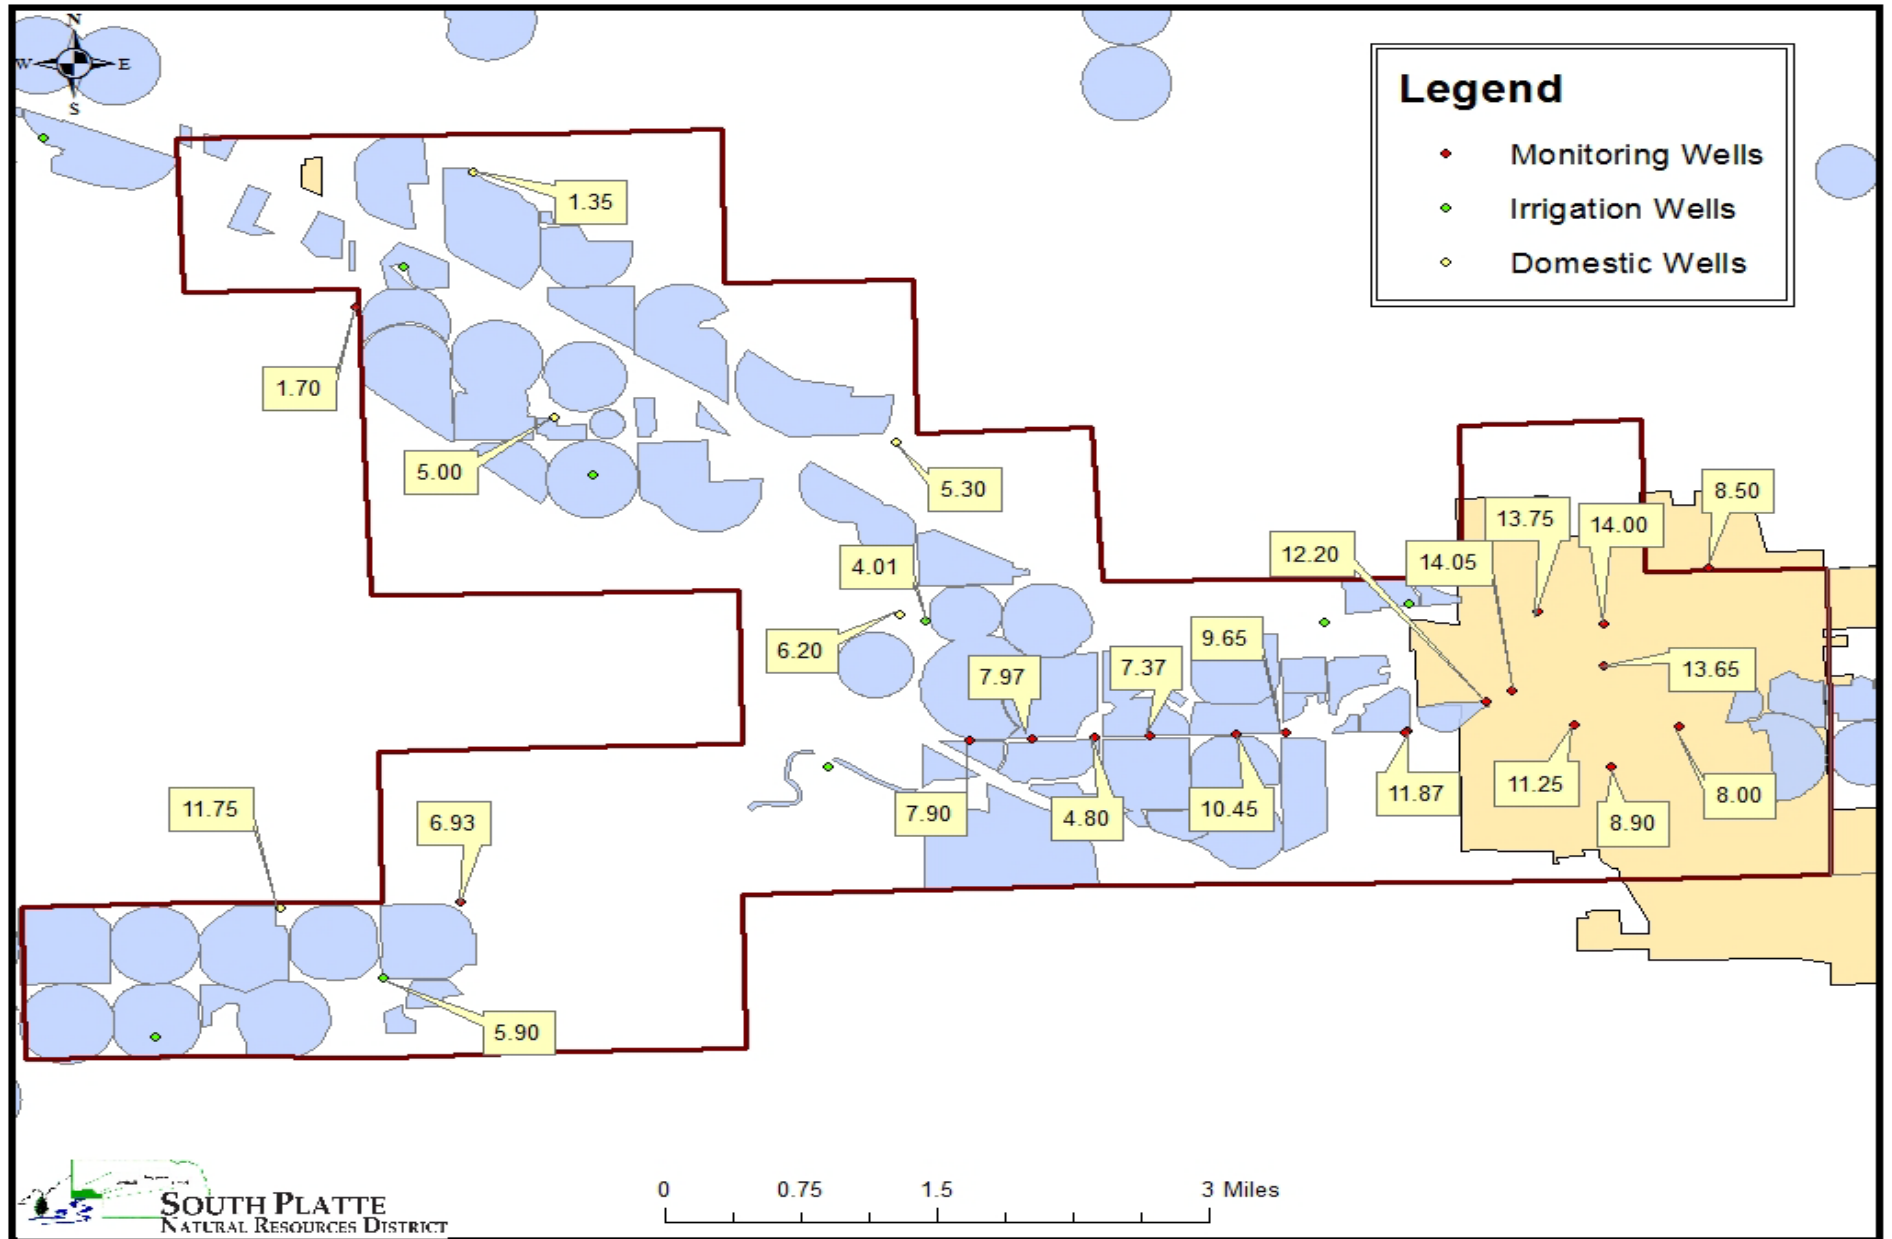 N
W E
S
Legend
Monitoring Wells
Irrigation Wells
Domestic Wells
1.35
1.70
5.00
5.30
8.50
13.75
14.00
12.20
14.05
4.01
6.20
9.65
7.37
7.97
13.65
11.25
8.00
11.87
10.45
4.80
7.90
8.90
11.75
6.93
5.90
0 0.75 1.5 3 Miles
SOUTH PLATTE
NATURAL RESOURCES DISTRICT